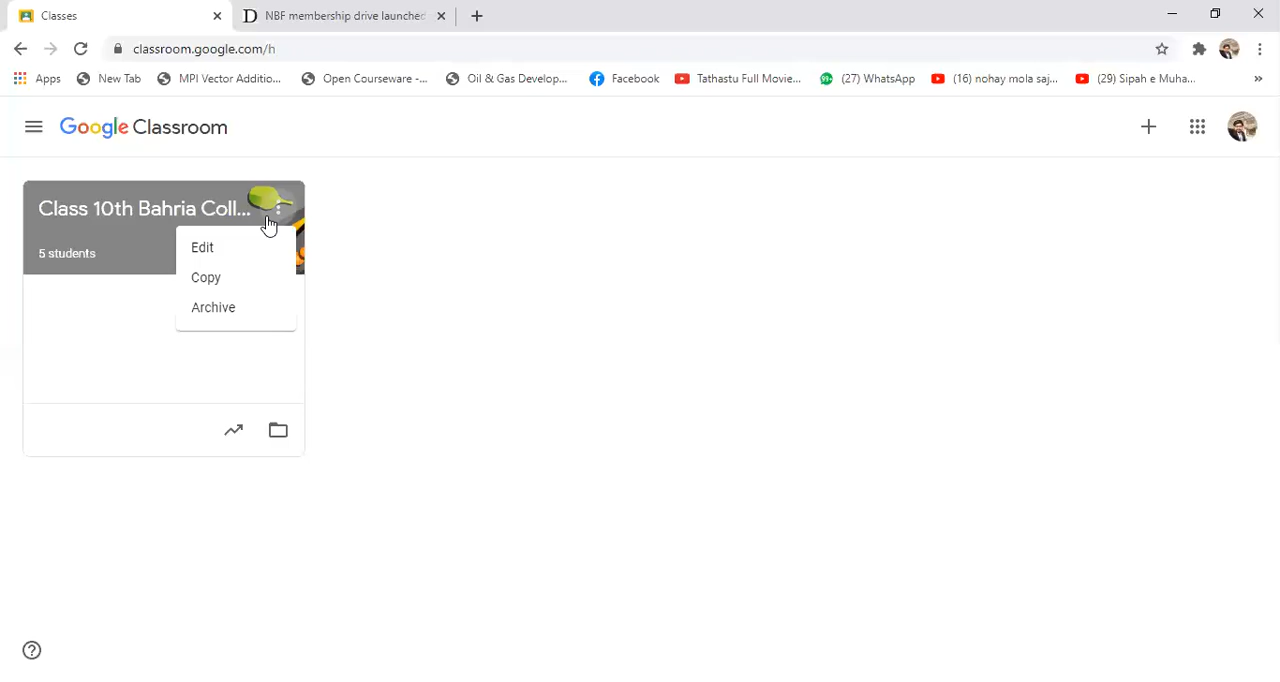 Classes
NBF membership drive launched
classroom.google.com/h
Apps New Tab MPI Vector Additio... Open Courseware -... Oil & Gas Develop... Facebook Tathastu Full Movie... (27) WhatsApp (16) nohay mola saj... (29) Sipah e Muha... »
Google Classroom
Class 10th Bahria Coll...
5 students
Edit
Copy
Archive